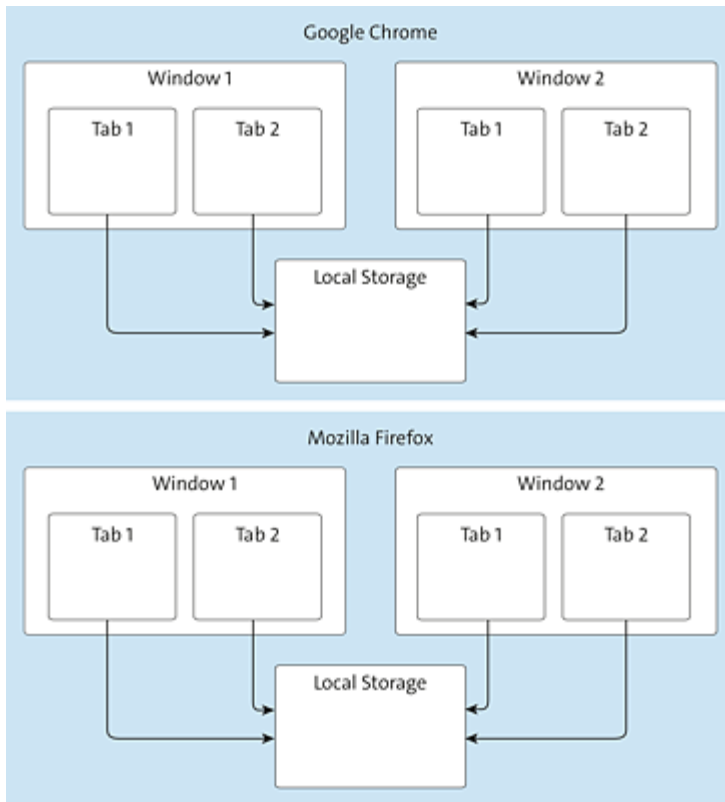 Google Chrome
Window 1
Window 2
Tab 1
Tab 2
Tab 1
Tab 2
Local Storage
Mozilla Firefox
Window 1
Window 2
Tab 1
Tab 2
Tab 1
Tab 2
Local Storage